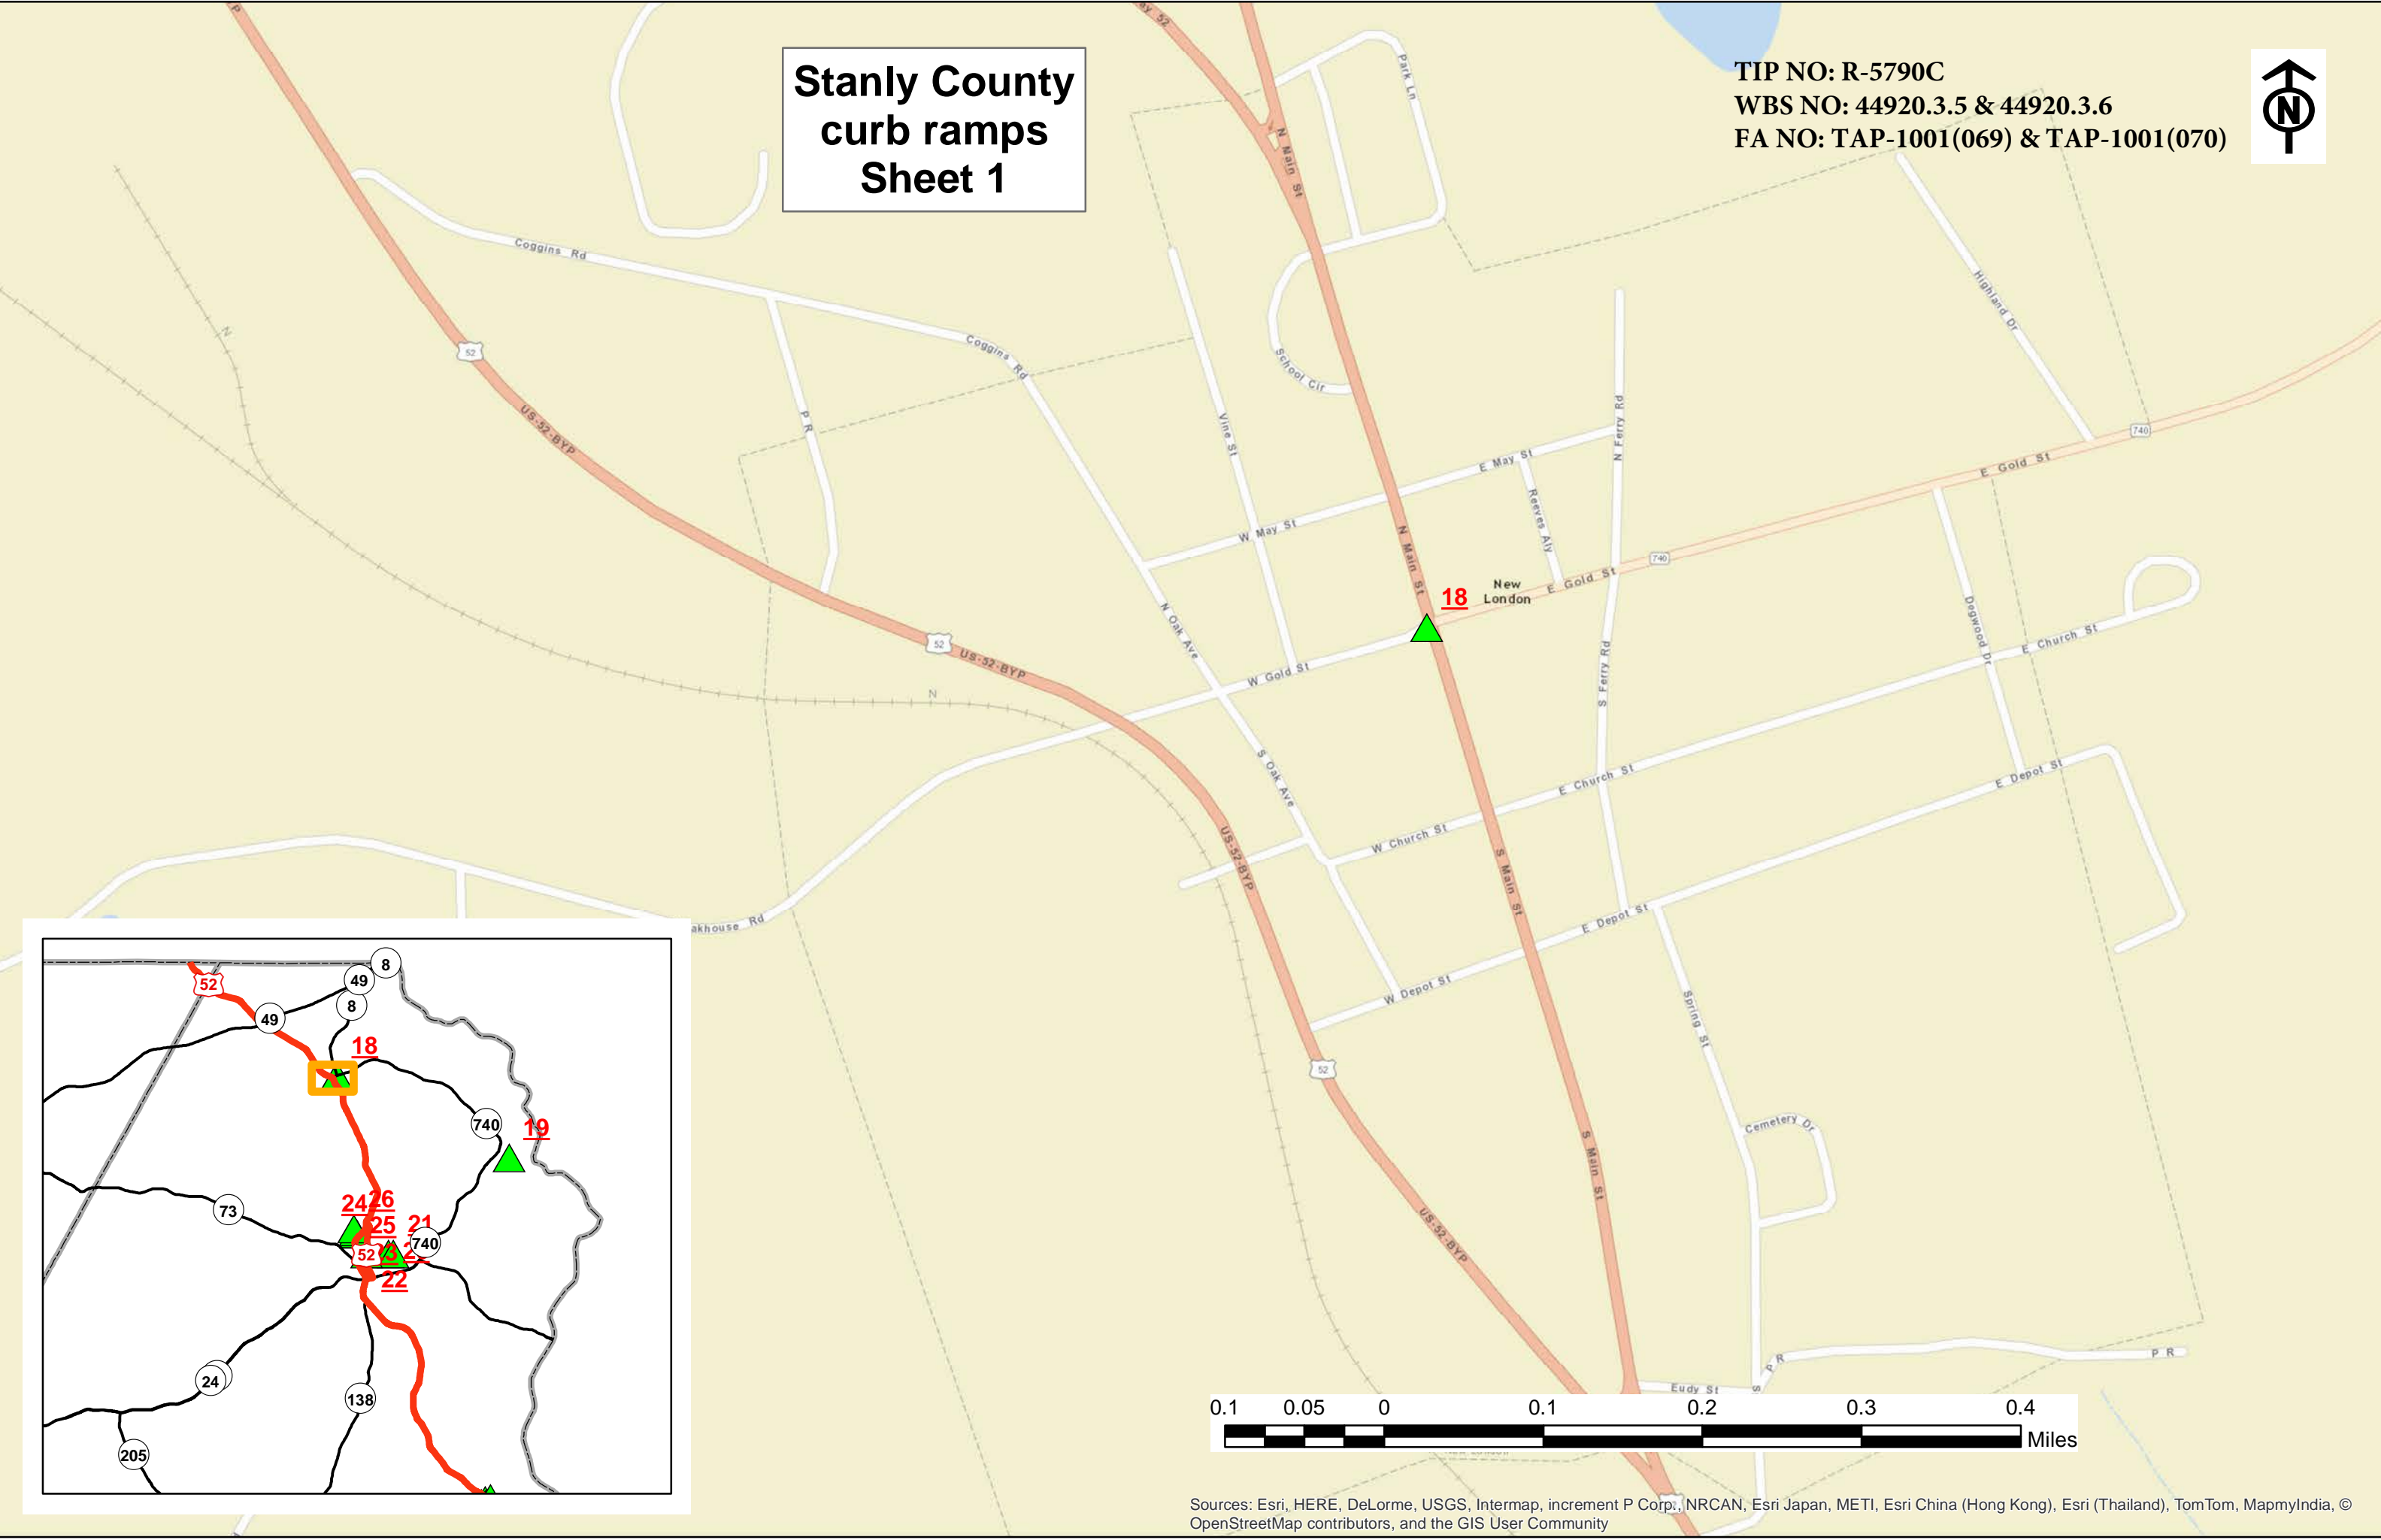 Stanly County
curb ramps
Sheet 1
TIP NO: R-5790C
WBS NO: 44920.3.5 & 44920.3.6
FA NO: TAP-1001(069) & TAP-1001(070)
N
P
ay 52
N Main St
Park Ln
Coggins Rd
Coggins Rd
School Cir
Highland Dr
N
52
US-52-BYP
P R
Vine St
N Ferry Rd
740
E Gold St
E May St
W May St
Reeves Aly
N Main St
740
E Gold St
New
London
18
N Oak Ave
Dogwood Dr
E Church St
52
US-52-BYP
N
W Gold St
S Ferry Rd
S Oak Ave
E Church St
E Depot St
W Church St
US-52-BYP
S Main St
akhouse Rd
E Depot St
W Depot St
Spring St
52
Cemetery Dr
S Main St
US-52-BYP
P R
P R
Eudy St
S
8
52
49
8
49
18
740
19
73
24
26
25
21
740
52
22
24
138
205
0.1 0.05 0 0.1 0.2 0.3 0.4
Miles
Sources: Esri, HERE, DeLorme, USGS, Intermap, increment P Corp., NRCAN, Esri Japan, METI, Esri China (Hong Kong), Esri (Thailand), TomTom, MapmyIndia, ©
OpenStreetMap contributors, and the GIS User Community